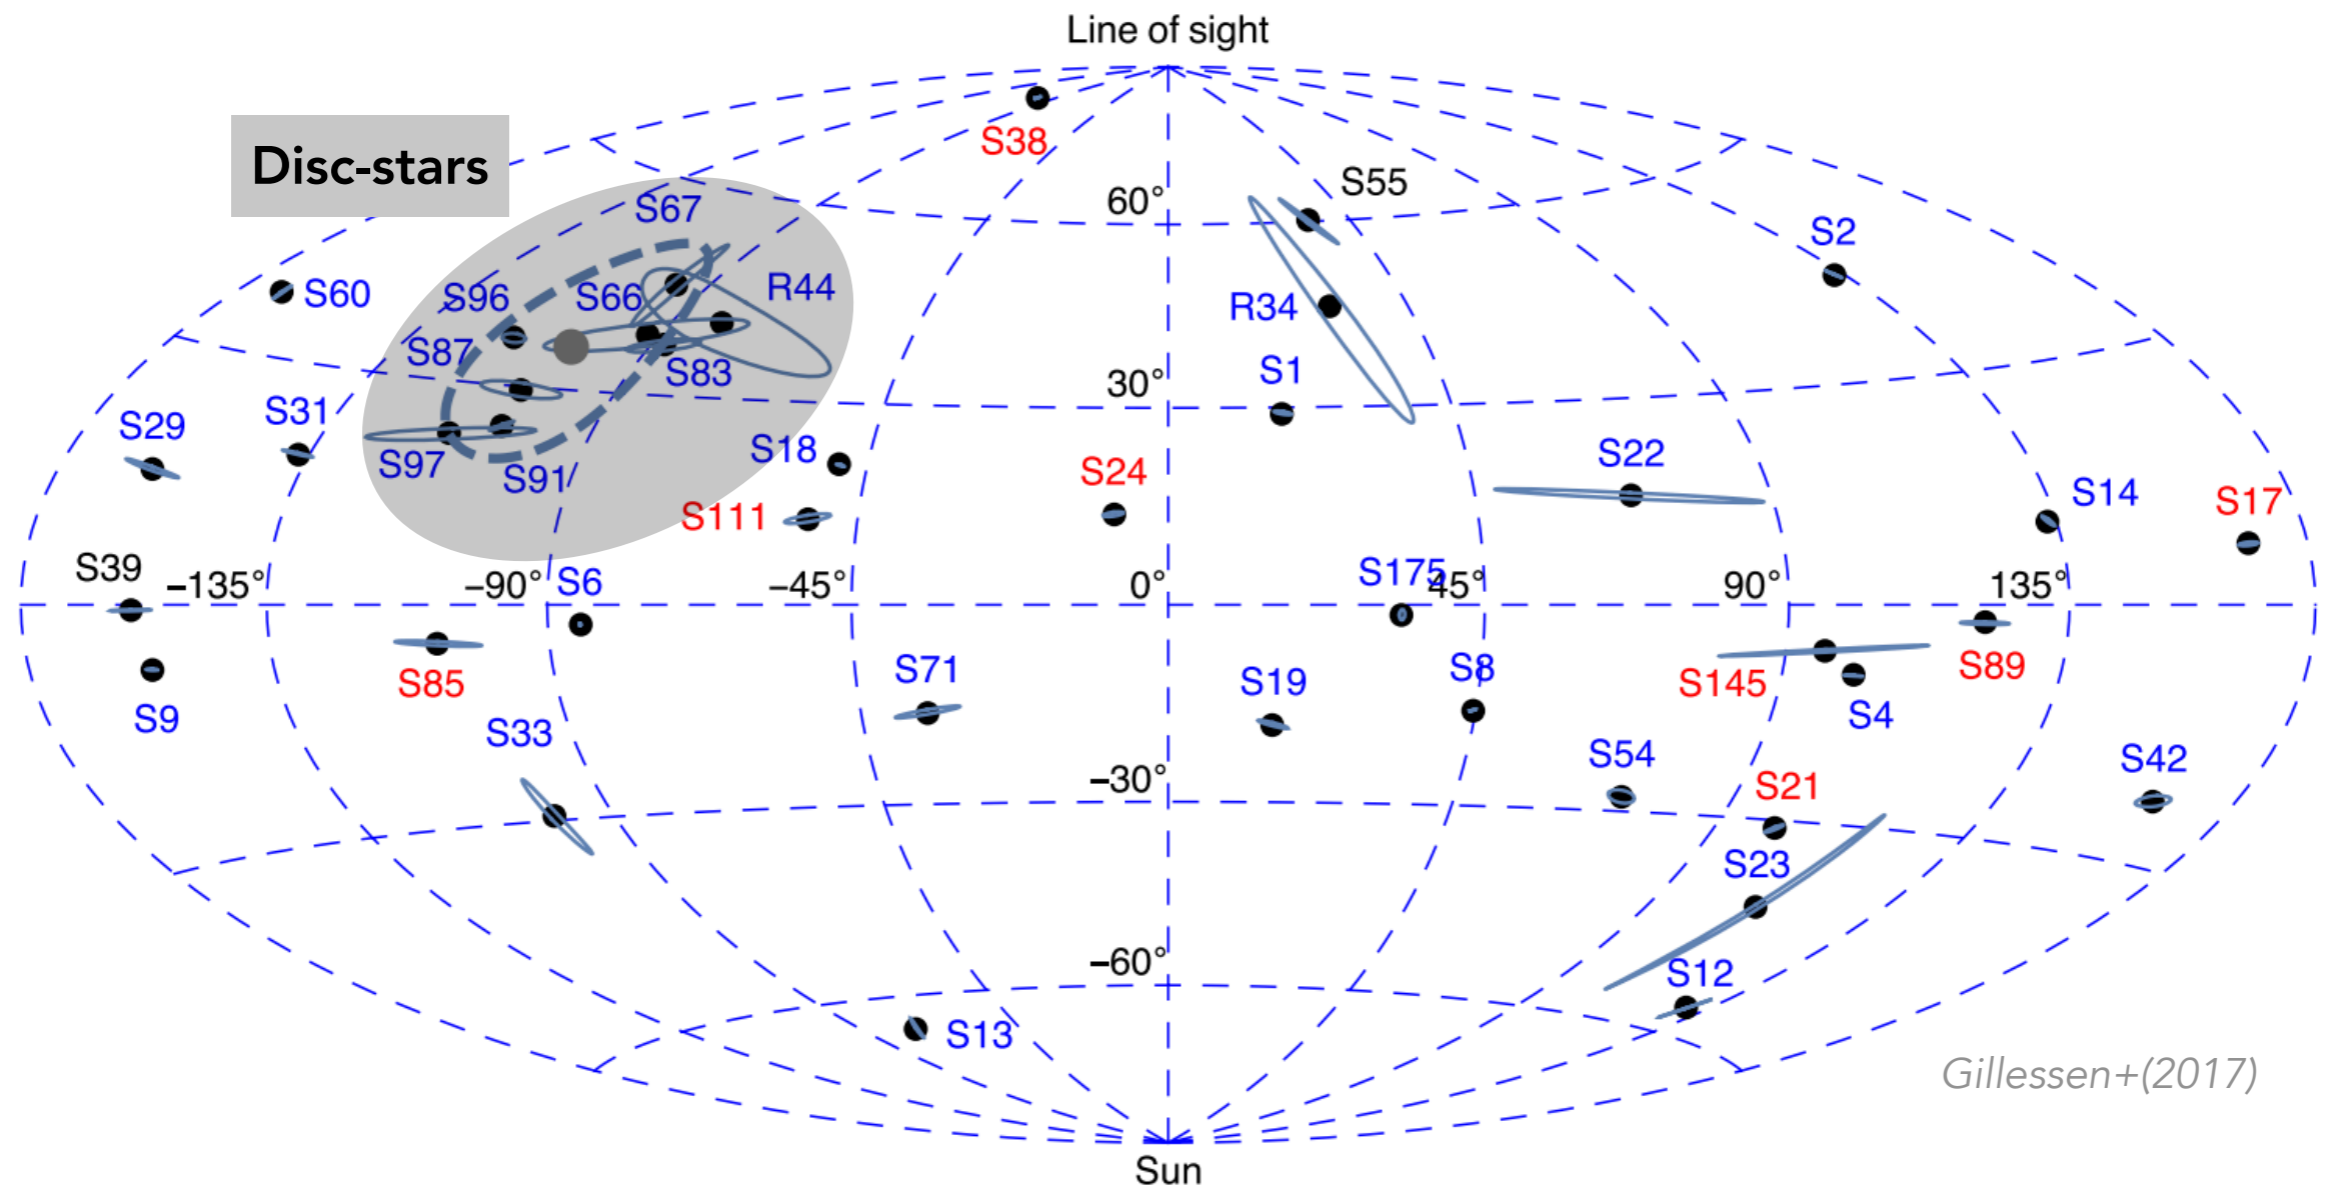 Line of sight
Disc-stars
S38
S67
60°
S55
S2
S60
S96
S66
R44
R34
S87
S83
30°
S1
S29
S31
S97
S91
S18
S24
S22
S14
S17
S111
S39
–135°
–90°
S6
–45°
0°
S175
45°
90°
135°
S9
S85
S71
S19
S8
S145
S4
S89
S33
–30°
S54
S21
S42
S23
–60°
S12
S13
Gillessen+(2017)
Sun